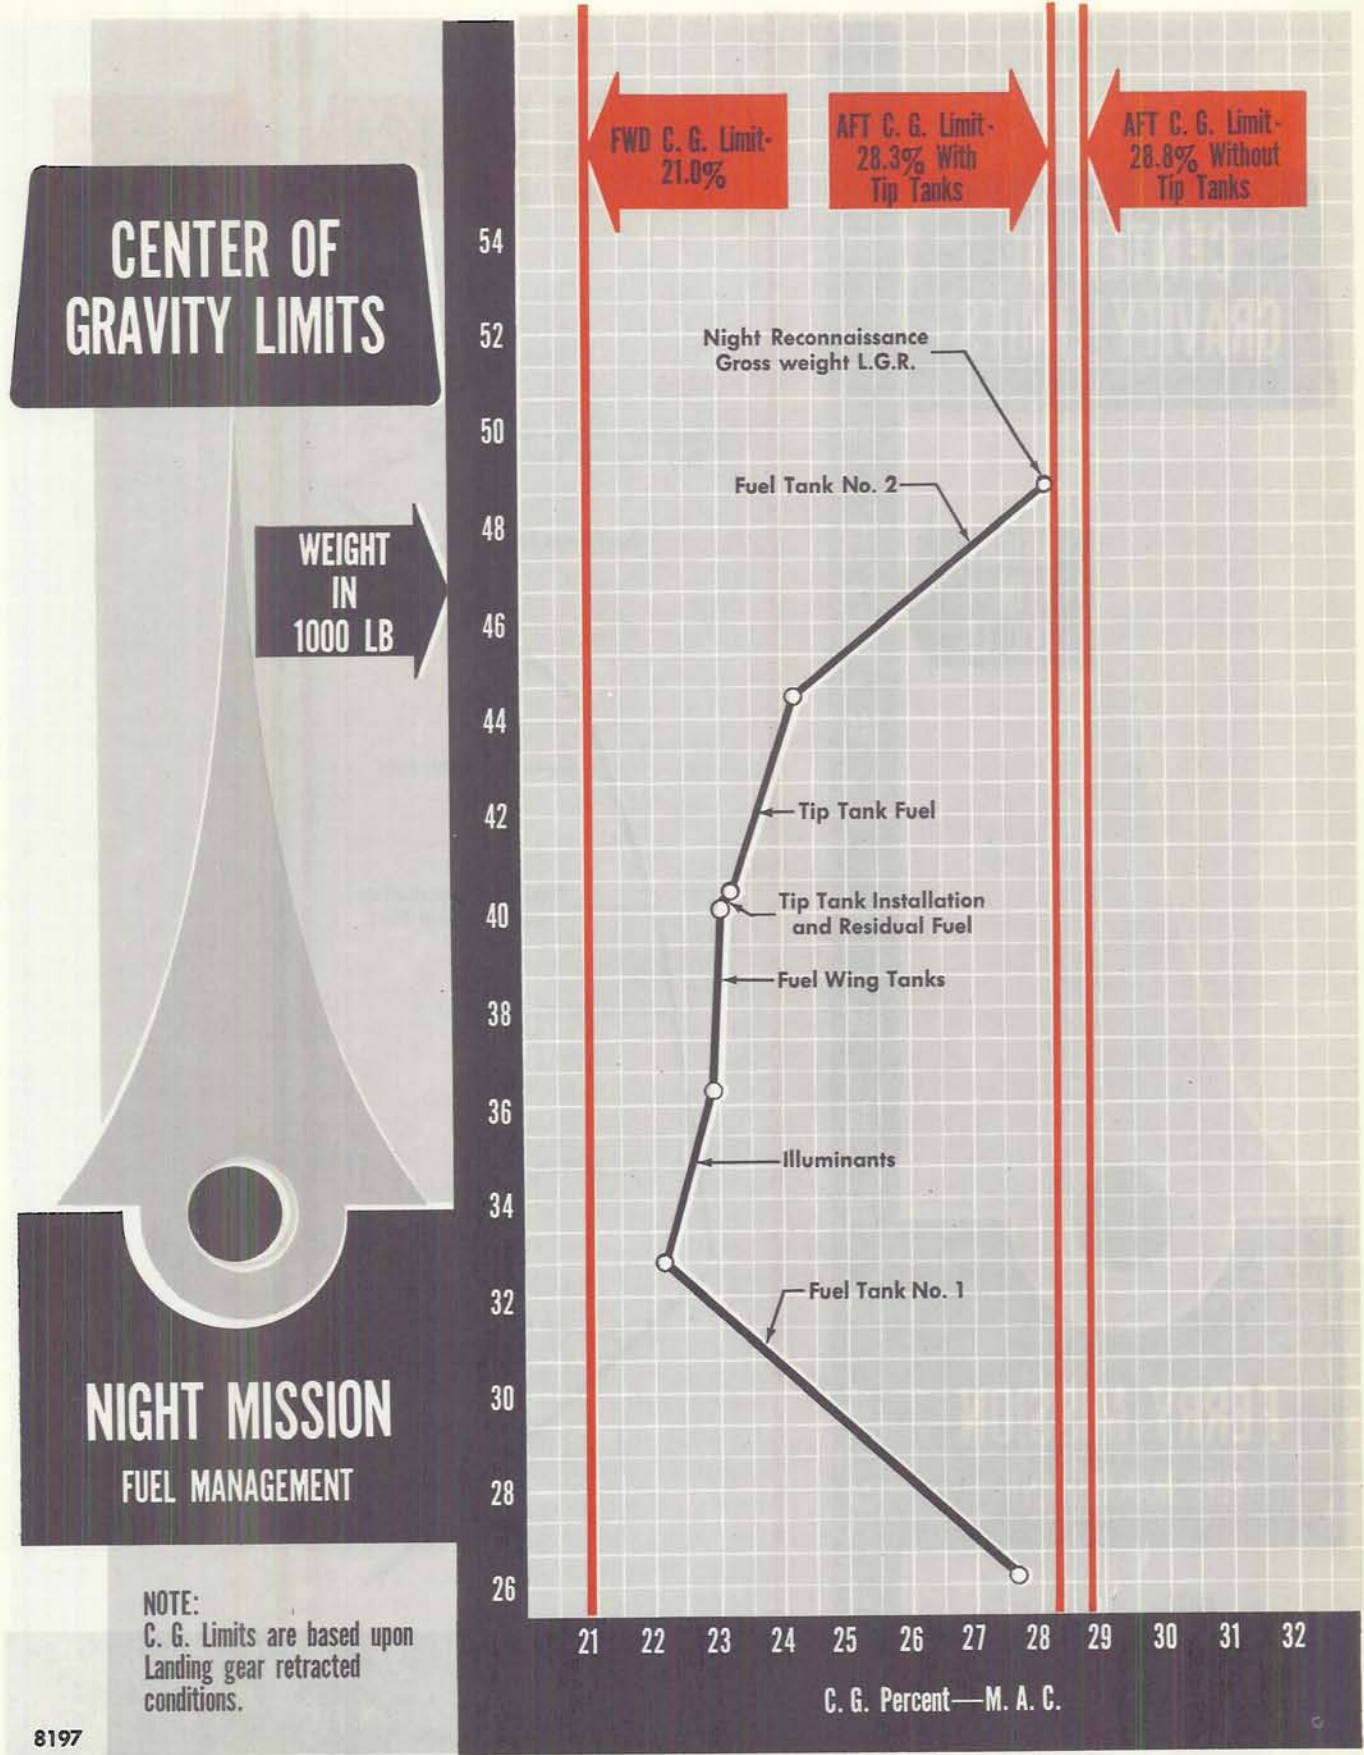 FWD C. G. Limit-
21.0%
AFT C. G. Limit-
28.3% With
Tip Tanks
AFT C. G. Limit-
28.8% Without
Tip Tanks
CENTER OF
GRAVITY LIMITS
WEIGHT
IN
1000 LB
54
52
50
48
46
44
42
40
38
36
34
32
30
28
26
Night Reconnaissance
Gross weight L.G.R.
Fuel Tank No. 2
Tip Tank Fuel
Tip Tank Installation
and Residual Fuel
Fuel Wing Tanks
Illuminants
Fuel Tank No. 1
NIGHT MISSION
FUEL MANAGEMENT
21 22 23 24 25 26 27 28 29 30 31 32
C. G. Percent—M. A. C.
NOTE:
C. G. Limits are based upon
Landing gear retracted
conditions.
8197